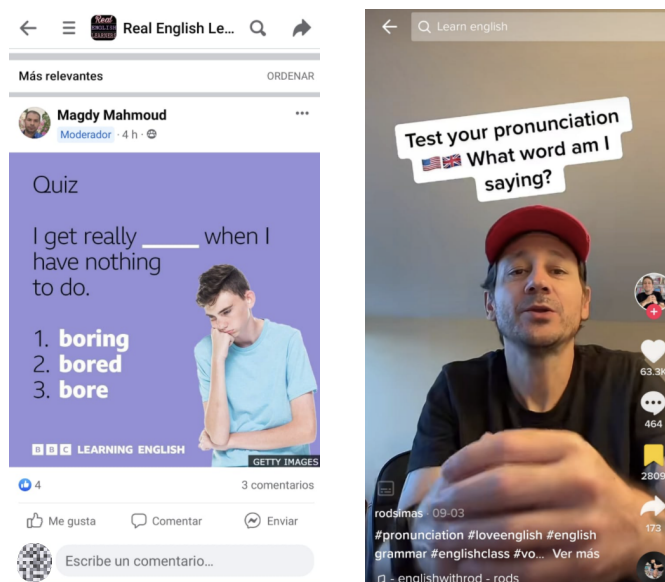 Real English Le...
Real
ENGLISH
LEARNERS
Más relevantes
ORDENAR
Magdy Mahmoud
Moderador · 4 h ·
Quiz
I get really _____ when I
have nothing
to do.
1. boring
2. bored
3. bore
BBC LEARNING ENGLISH
GETTY IMAGES
4
3 comentarios
Me gusta
Comentar
Enviar
Escribe un comentario...
Learn english
Test your pronunciation
🇺🇸🇬🇧 What word am I
saying?
63.3K
464
2809
173
rodsimas · 09-03
#pronunciation #loveenglish #english
grammar #englishclass #vo... Ver más
♫ - englishwithrod - rods